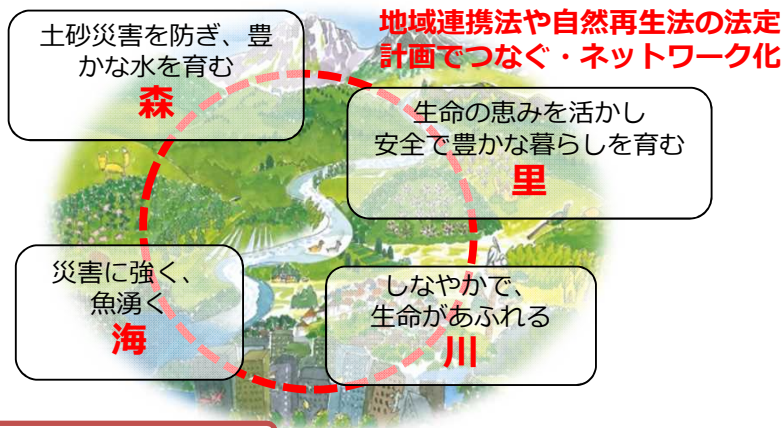 地域連携法や自然再生法の法定
計画でつなぐ・ネットワーク化
土砂災害を防ぎ、豊
かな水を育む
森
生命の恵みを活かし
安全で豊かな暮らしを育む
里
災害に強く、
魚湧く
海
しなやかで、
生命があふれる
川